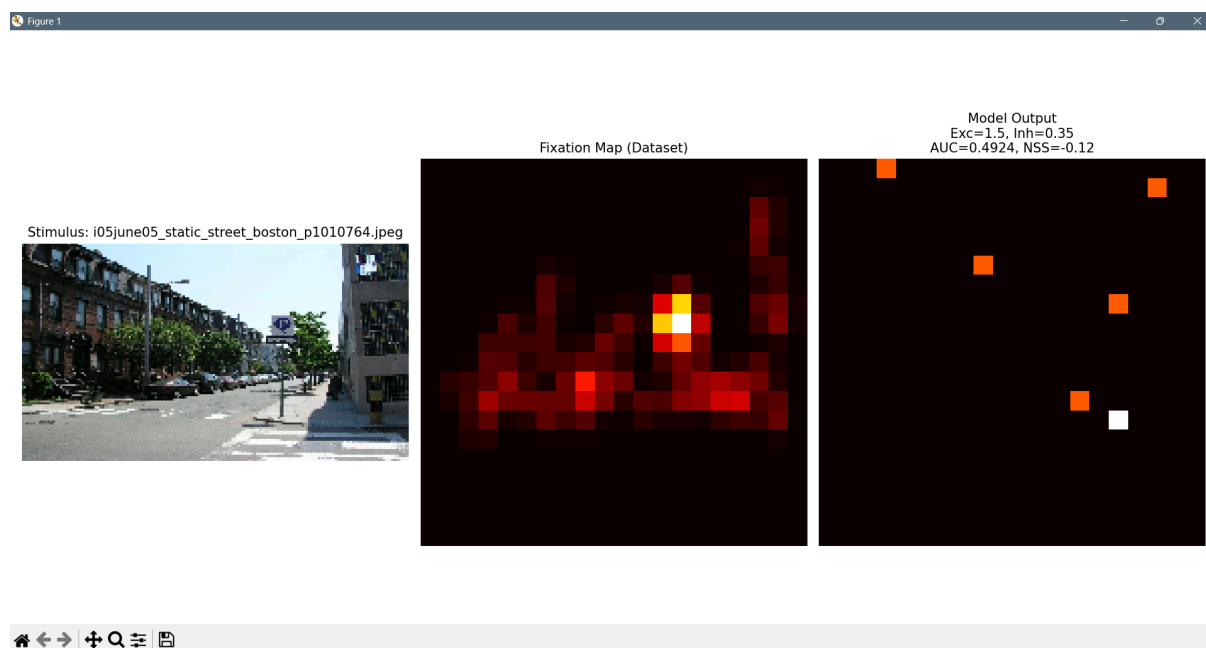 Figure 1
Stimulus: i05june05_static_street_boston_p1010764.jpeg
Fixation Map (Dataset)
Model Output
Exc=1.5, Inh=0.35
AUC=0.4924, NSS=-0.12